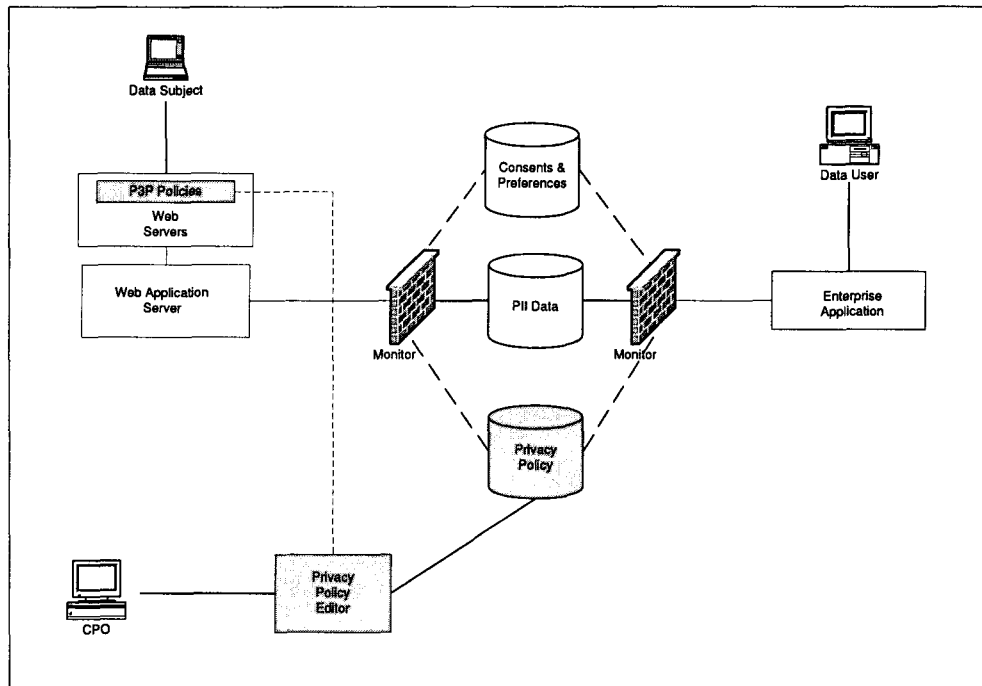 Data Subject
P3P Policies
Web
Servers
Web Application
Server
Consents &
Preferences
Data User
PII Data
Enterprise
Application
Monitor
Monitor
Privacy
Policy
Privacy
Policy
Editor
CPO